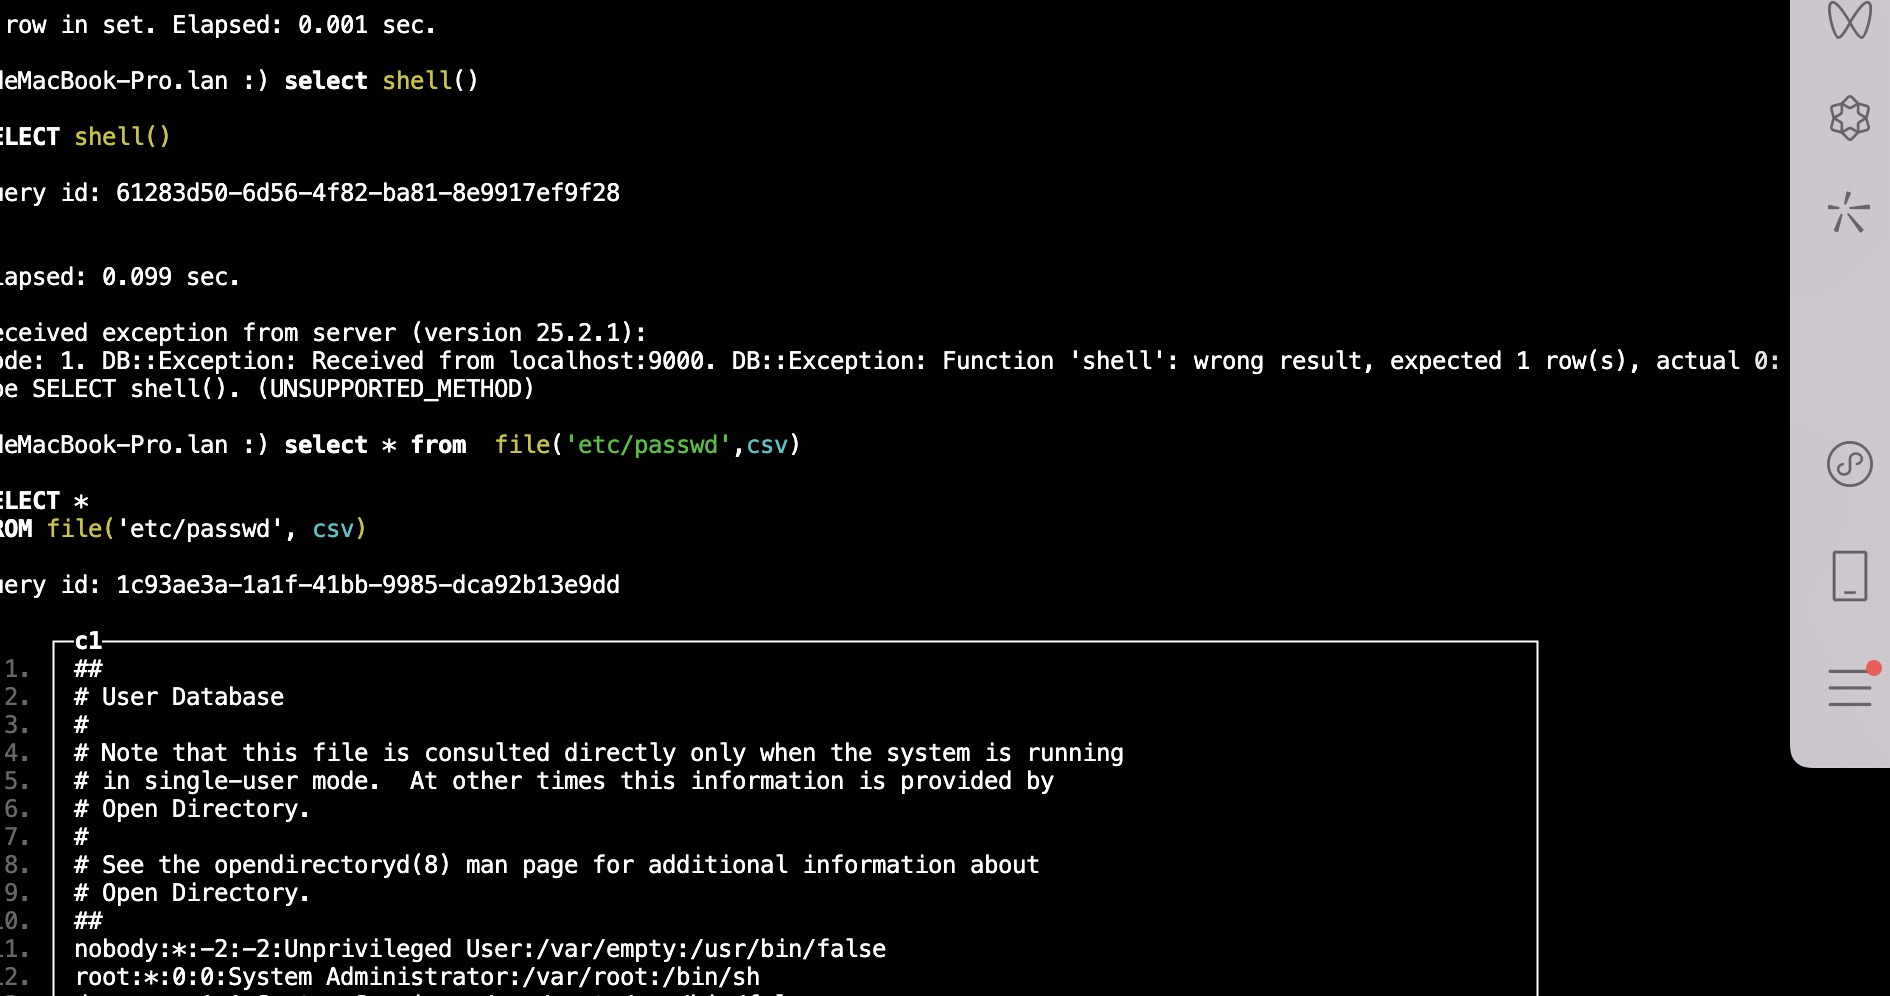 row in set. Elapsed: 0.001 sec.
deMacBook-Pro.lan :) select shell()
ELECT shell()
uery id: 61283d50-6d56-4f82-ba81-8e9917ef9f28
lapsed: 0.099 sec.
eceived exception from server (version 25.2.1):
ode: 1. DB::Exception: Received from localhost:9000. DB::Exception: Function 'shell': wrong result, expected 1 row(s), actual 0:
pe SELECT shell(). (UNSUPPORTED_METHOD)
deMacBook-Pro.lan :) select * from  file('etc/passwd',csv)
ELECT *
ROM file('etc/passwd', csv)
uery id: 1c93ae3a-1a1f-41bb-9985-dca92b13e9dd
c1
1. ##
2. # User Database
3. #
4. # Note that this file is consulted directly only when the system is running
5. # in single-user mode.  At other times this information is provided by
6. # Open Directory.
7. #
8. # See the opendirectoryd(8) man page for additional information about
9. # Open Directory.
10. ##
11. nobody:*:-2:-2:Unprivileged User:/var/empty:/usr/bin/false
12. root:*:0:0:System Administrator:/var/root:/bin/sh